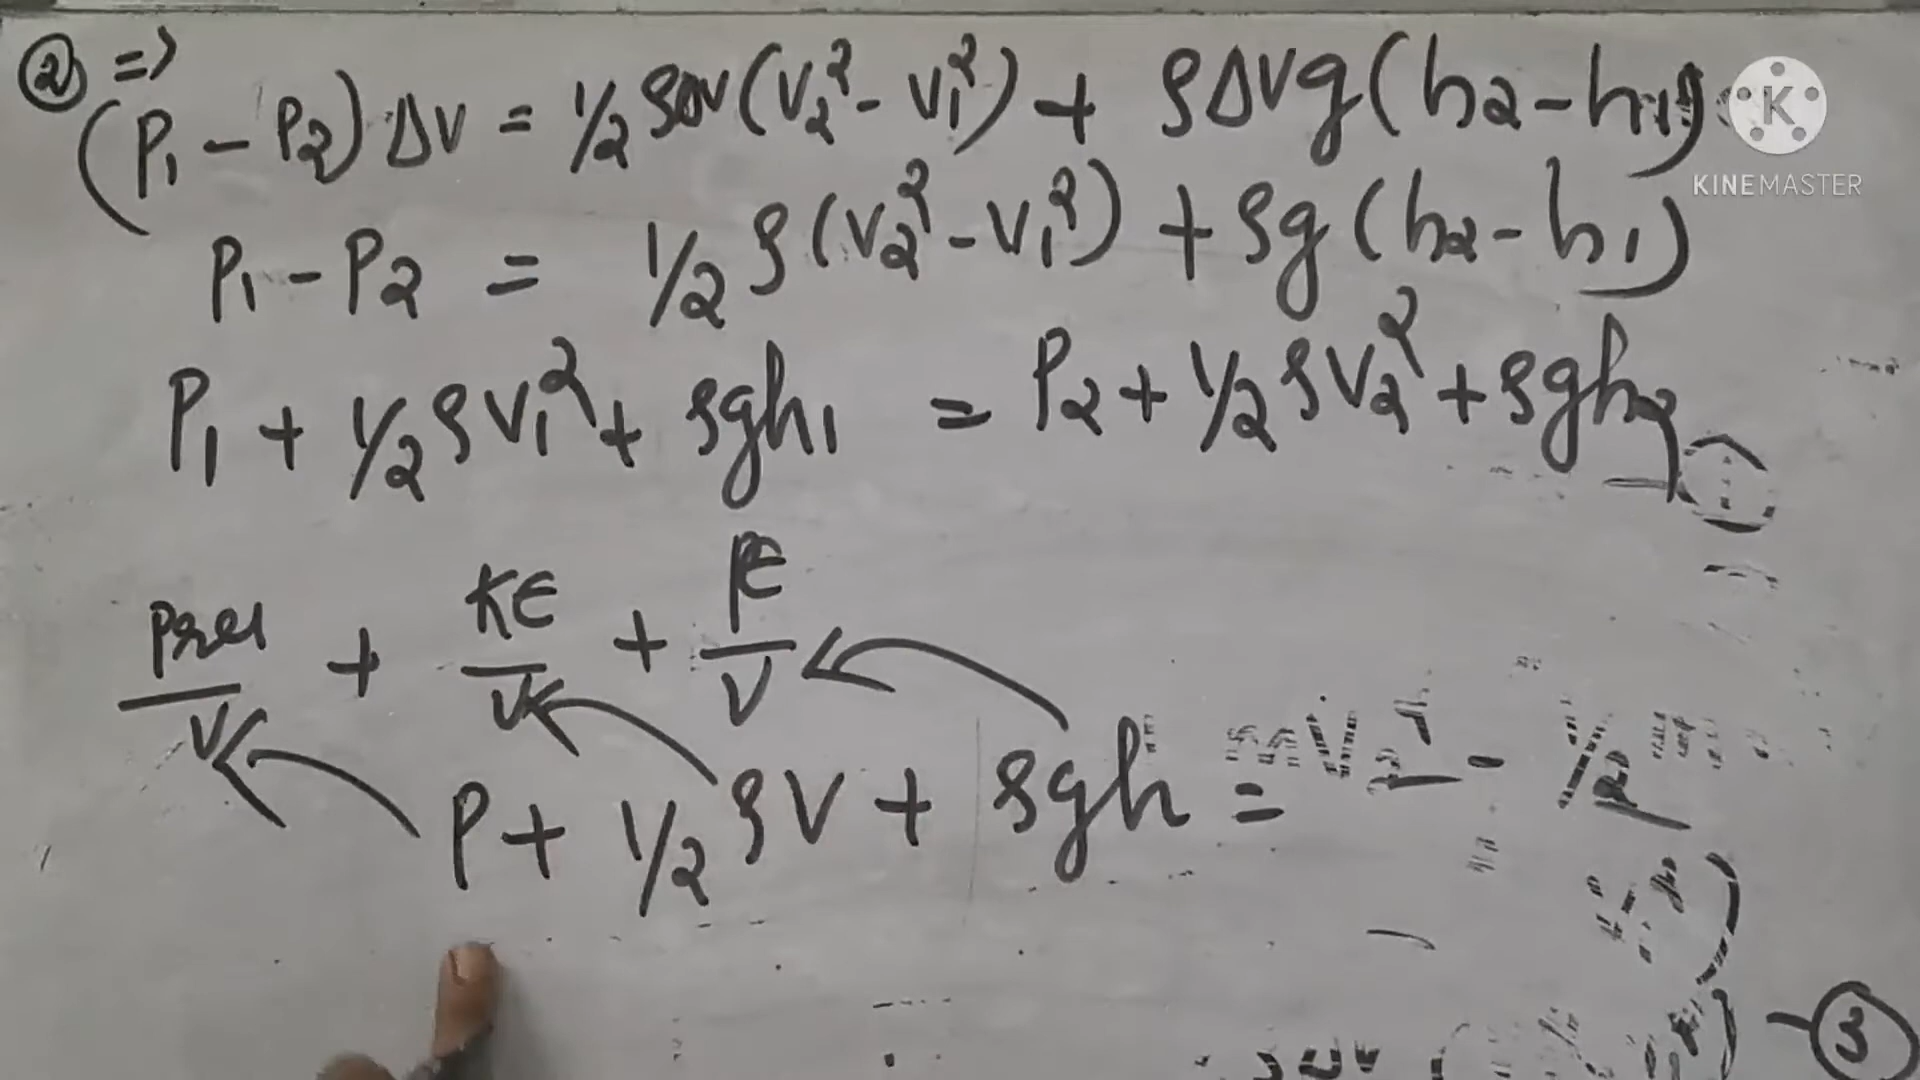 ② ⇒
(P₁ - P₂) ΔV = 1/2 ρΔV (V₂² - V₁²) + ρΔVg (h₂ - h₁)
P₁ - P₂ = 1/2 ρ (V₂² - V₁²) + ρg (h₂ - h₁)
P₁ + 1/2 ρV₁² + ρgh₁ = P₂ + 1/2 ρV₂² + ρgh₂
KE/V + PE/V
P + 1/2 ρV + ρgh =
③
K
KINEMASTER